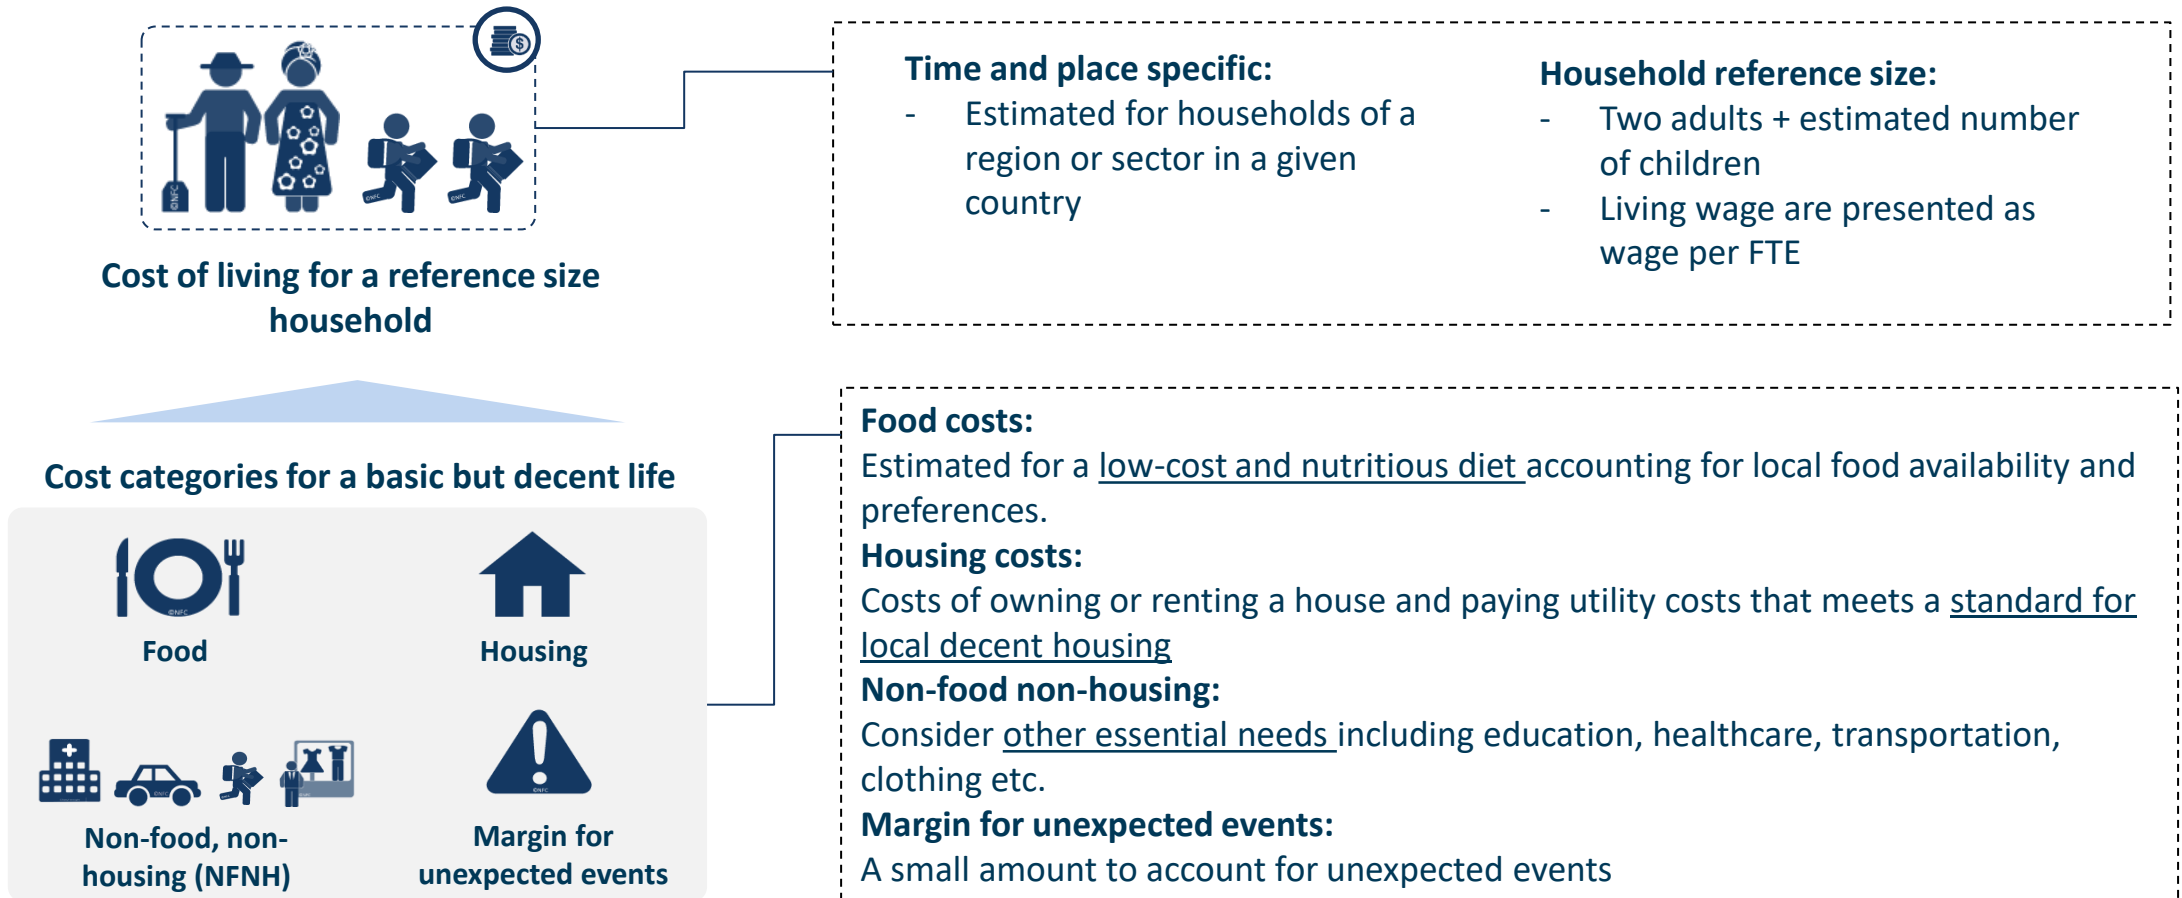 Cost of living for a reference size
household
Time and place specific:
- Estimated for households of a
region or sector in a given
country
Household reference size:
- Two adults + estimated number
of children
- Living wage are presented as
wage per FTE
Cost categories for a basic but decent life
Food
Housing
Non-food, non-
housing (NFNH)
Margin for
unexpected events
Food costs:
Estimated for a low-cost and nutritious diet accounting for local food availability and
preferences.
Housing costs:
Costs of owning or renting a house and paying utility costs that meets a standard for
local decent housing
Non-food non-housing:
Consider other essential needs including education, healthcare, transportation,
clothing etc.
Margin for unexpected events:
A small amount to account for unexpected events
$
©NFC
©NFC
©NFC
©NFC
©NFC
©NFC